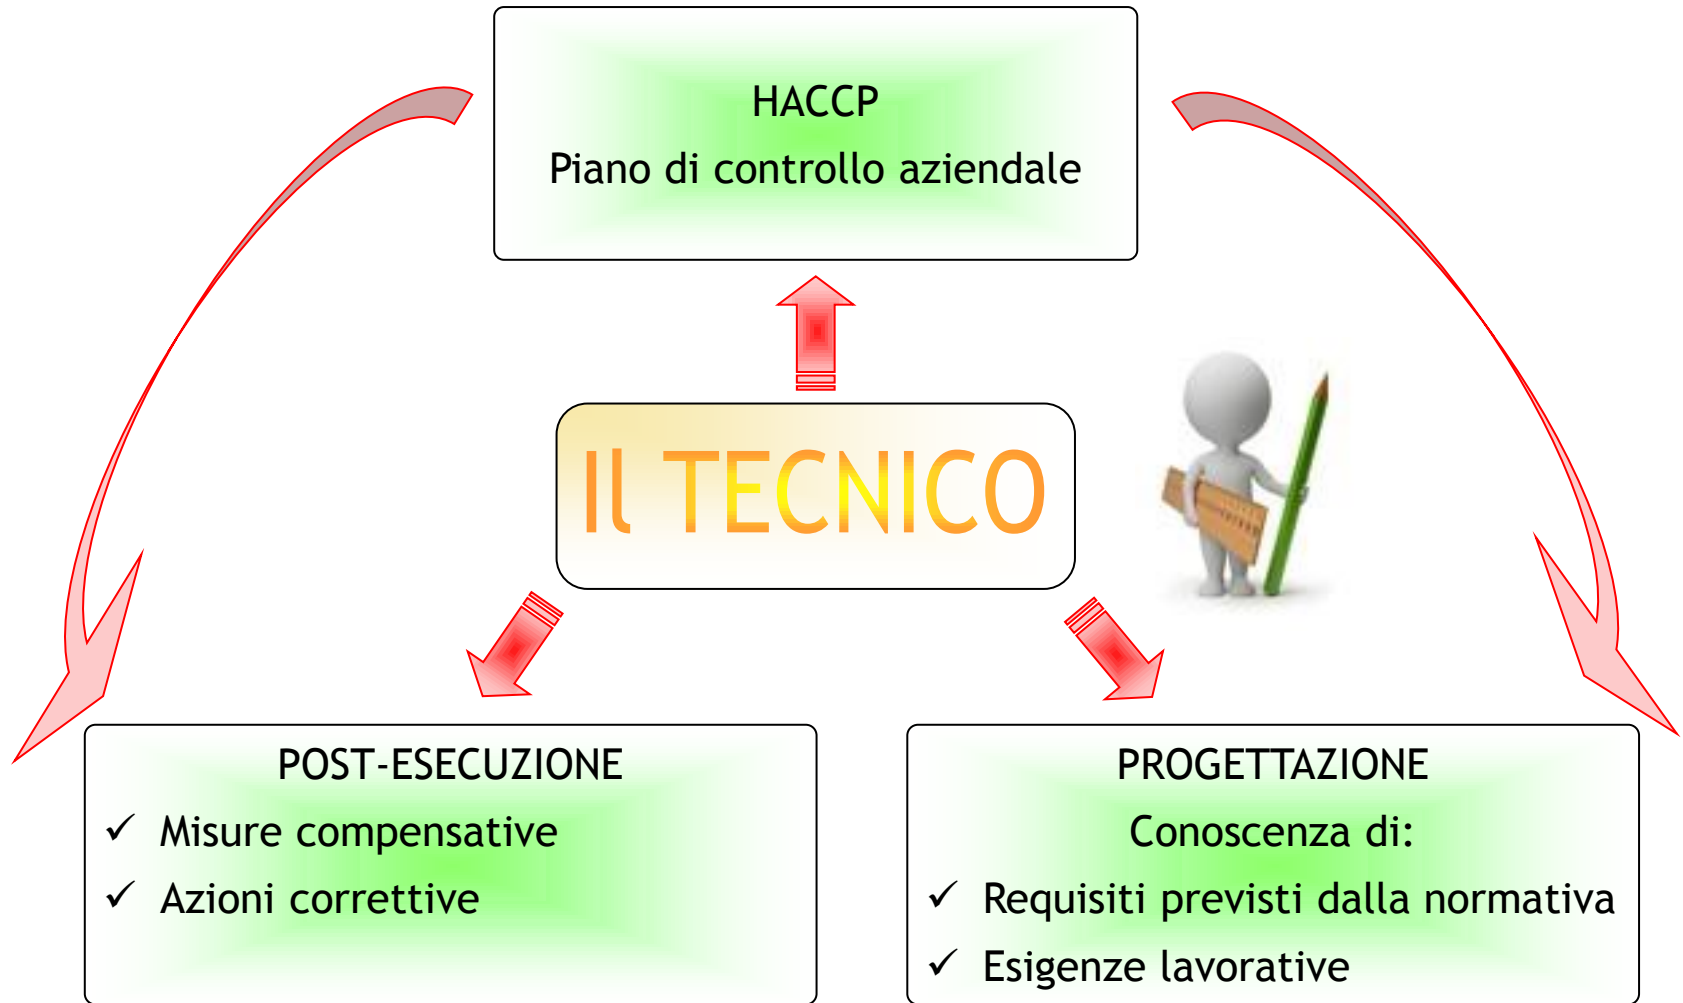 HACCP
Piano di controllo aziendale
Il TECNICO
POST-ESECUZIONE
✓ Misure compensative
✓ Azioni correttive
PROGETTAZIONE
Conoscenza di:
✓ Requisiti previsti dalla normativa
✓ Esigenze lavorative